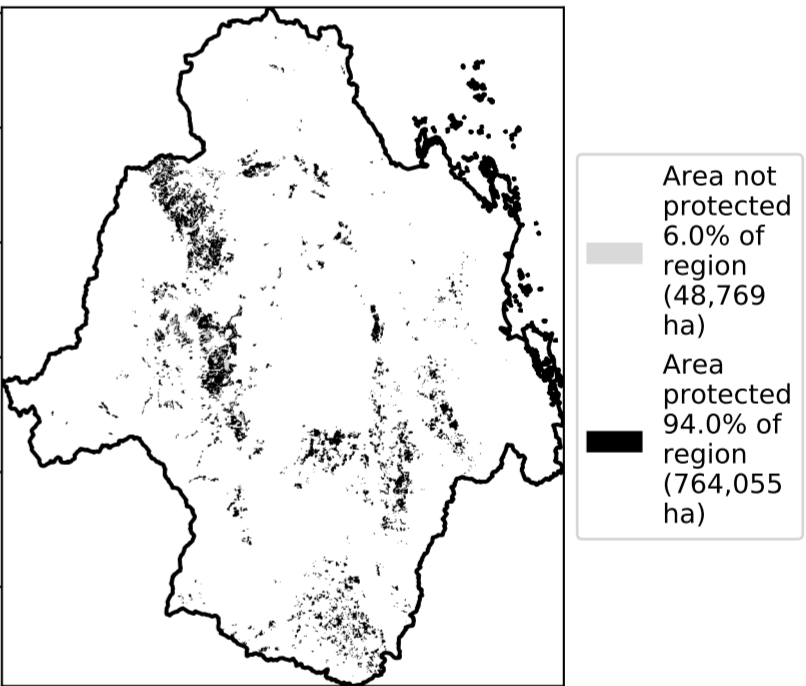 Area not
protected
6.0% of
region
(48,769
ha)
Area
protected
94.0% of
region
(764,055
ha)